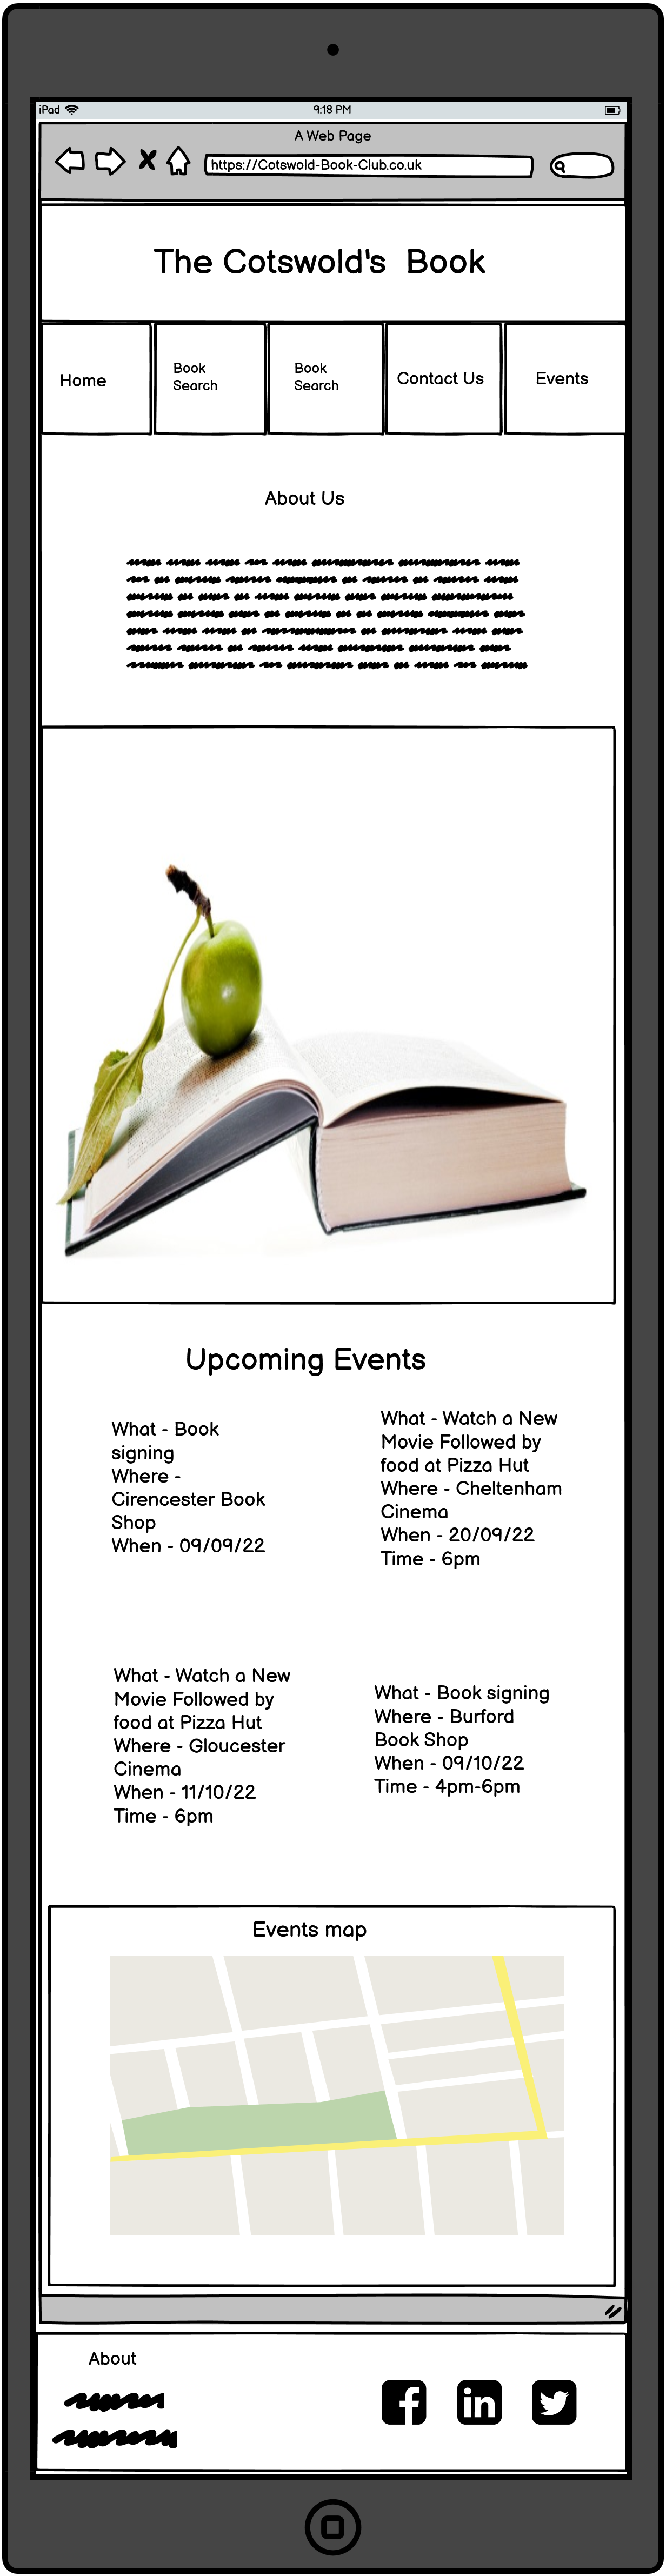 iPad
9:18 PM
A Web Page
https://Cotswold-Book-Club.co.uk
The Cotswold's Book
Home
Book
Search
Book
Search
Contact Us
Events
About Us
Upcoming Events
What - Book
signing
Where -
Cirencester Book
Shop
When - 09/09/22
What - Watch a New
Movie Followed by
food at Pizza Hut
Where - Cheltenham
Cinema
When - 20/09/22
Time - 6pm
What - Watch a New
Movie Followed by
food at Pizza Hut
Where - Gloucester
Cinema
When - 11/10/22
Time - 6pm
What - Book signing
Where - Burford
Book Shop
When - 09/10/22
Time - 4pm-6pm
Events map
About